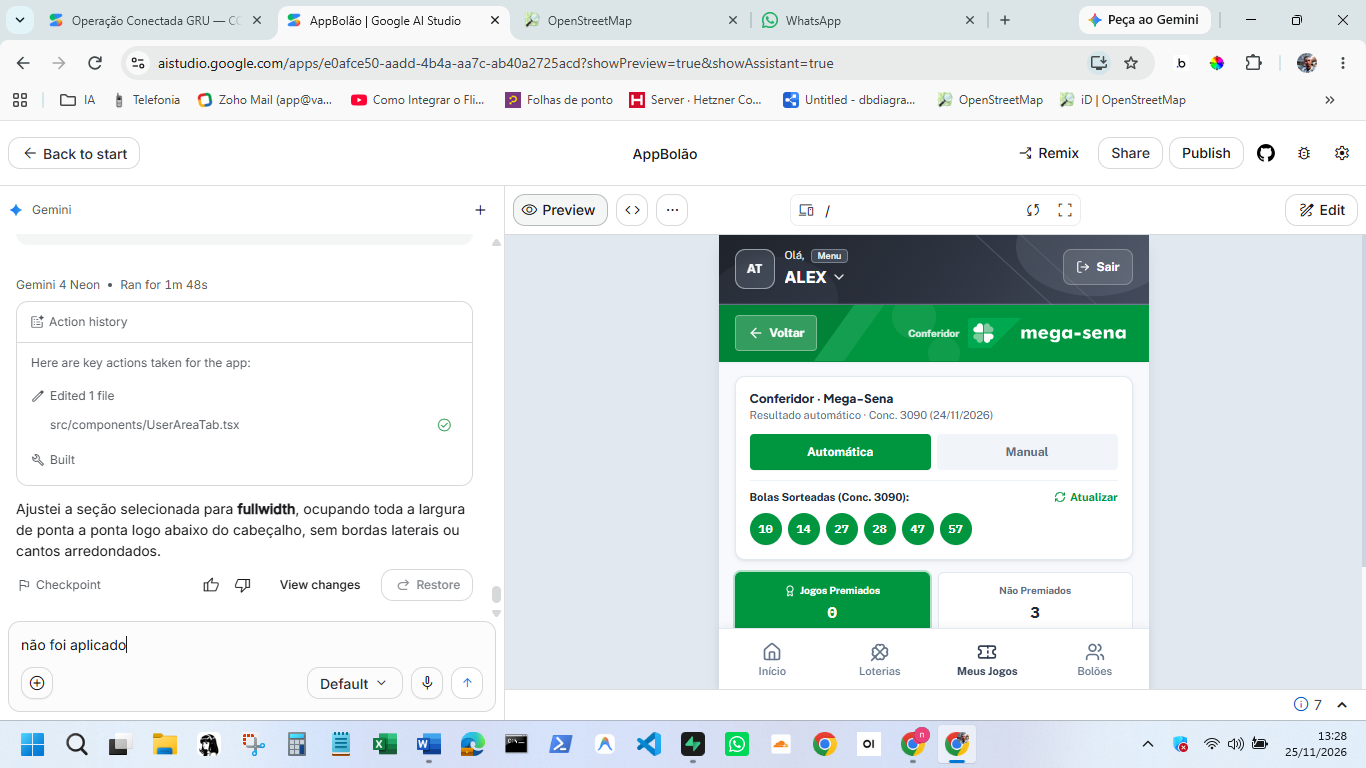 Operação Conectada GRU — CC
AppBolão | Google AI Studio
OpenStreetMap
WhatsApp
Peça ao Gemini
aistudio.google.com/apps/e0afce50-aadd-4b4a-aa7c-ab40a2725acd?showPreview=true&showAssistant=true
IA
Telefonia
Zoho Mail (app@va...
Como Integrar o Fli...
Folhas de ponto
Server · Hetzner Co...
Untitled - dbdiagra...
OpenStreetMap
iD | OpenStreetMap
Back to start
AppBolão
Remix
Share
Publish
Gemini
Preview
/
Edit
Gemini 4 Neon • Ran for 1m 48s
Action history
Here are key actions taken for the app:
Edited 1 file
src/components/UserAreaTab.tsx
Built
Ajustei a seção selecionada para fullwidth, ocupando toda a largura
de ponta a ponta logo abaixo do cabeçalho, sem bordas laterais ou
cantos arredondados.
Checkpoint
View changes
Restore
não foi aplicado
Default
AT
Olá, Menu
ALEX
Sair
Voltar
Conferidor
mega-sena
Conferidor · Mega-Sena
Resultado automático · Conc. 3090 (24/11/2026)
Automática
Manual
Bolas Sorteadas (Conc. 3090):
Atualizar
10 14 27 28 47 57
Jogos Premiados
0
Não Premiados
3
Início
Loterias
Meus Jogos
Bolões
7
13:28
25/11/2026